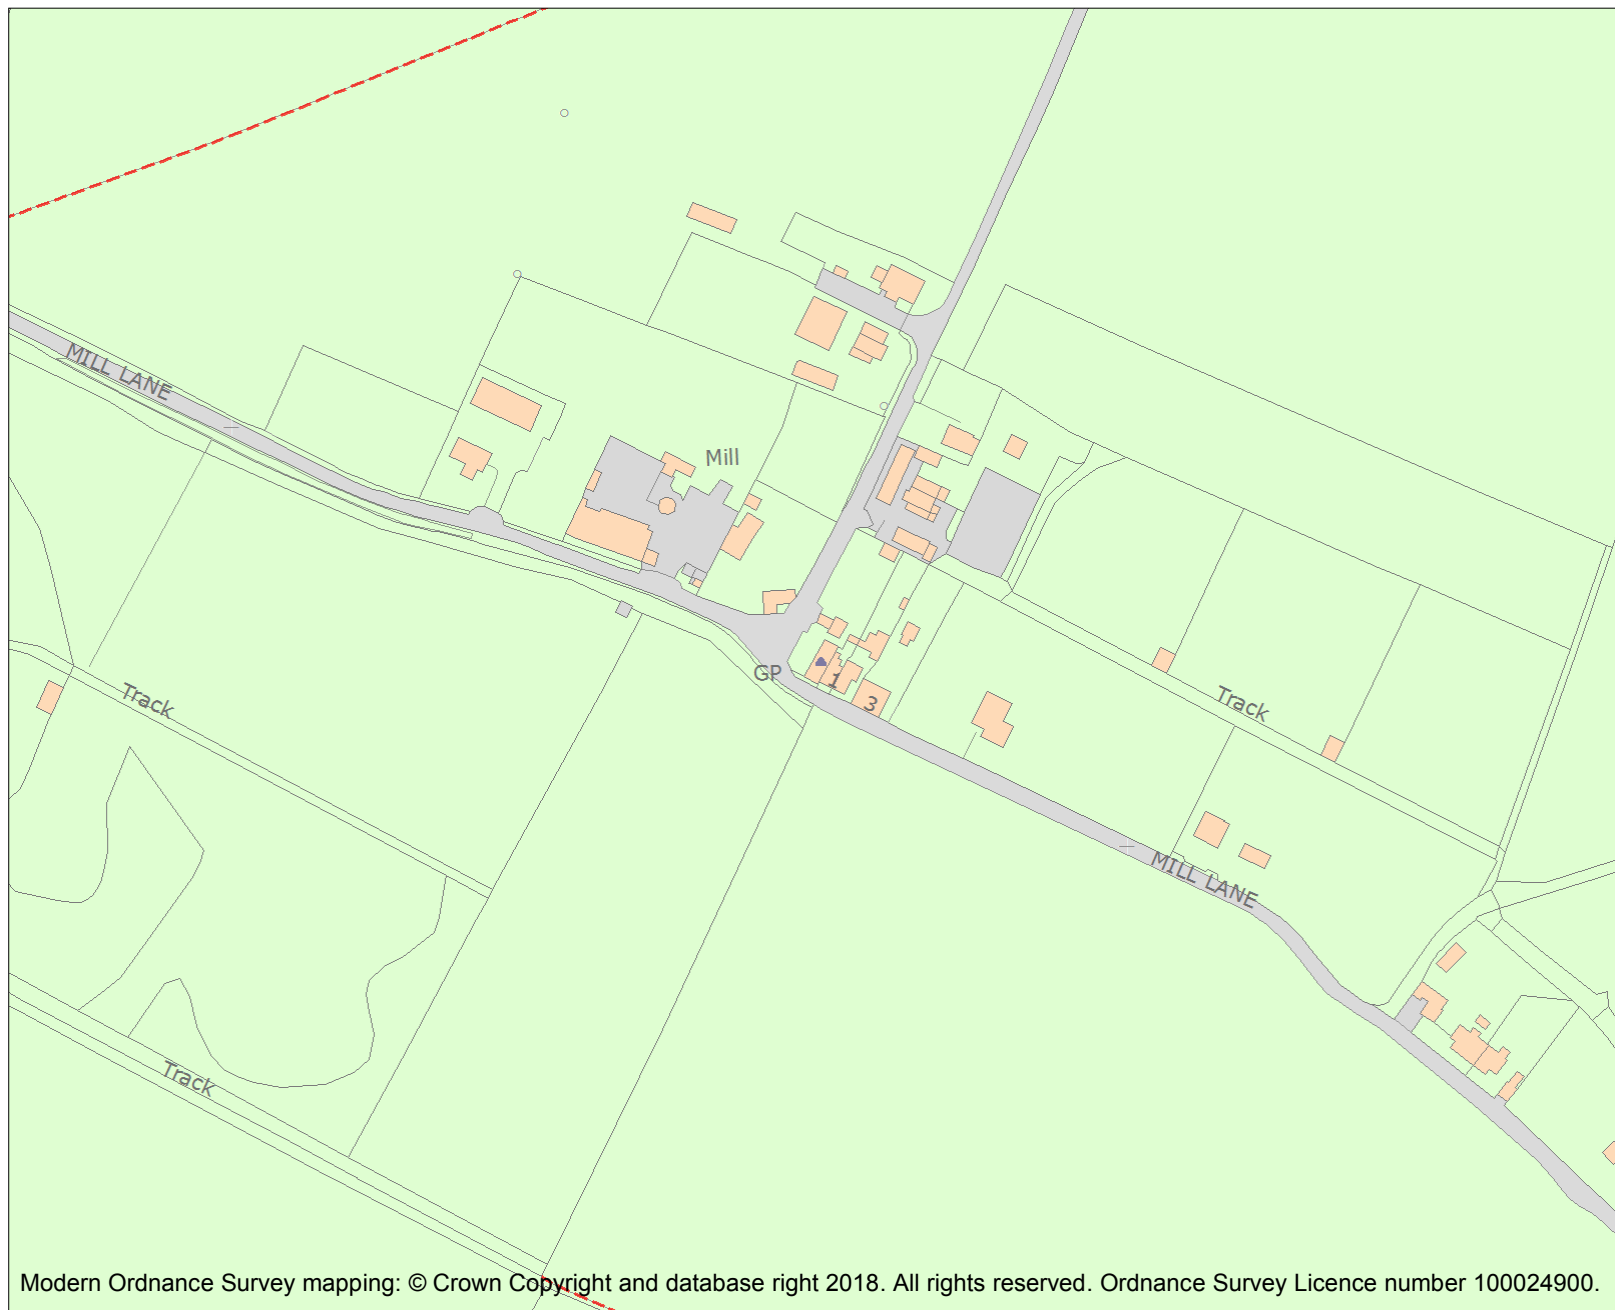 MILL LANE
Mill
GP
1
3
Track
Track
MILL LANE
Track
Modern Ordnance Survey mapping: © Crown Copyright and database right 2018. All rights reserved. Ordnance Survey Licence number 100024900.